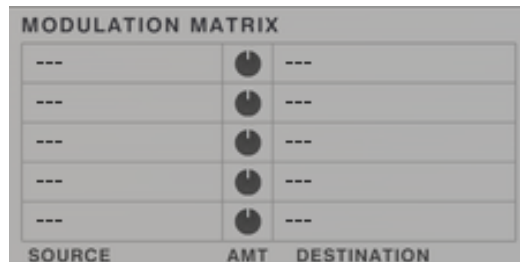 MODULATION MATRIX
--- ---
--- ---
--- ---
--- ---
--- ---
SOURCE AMT DESTINATION